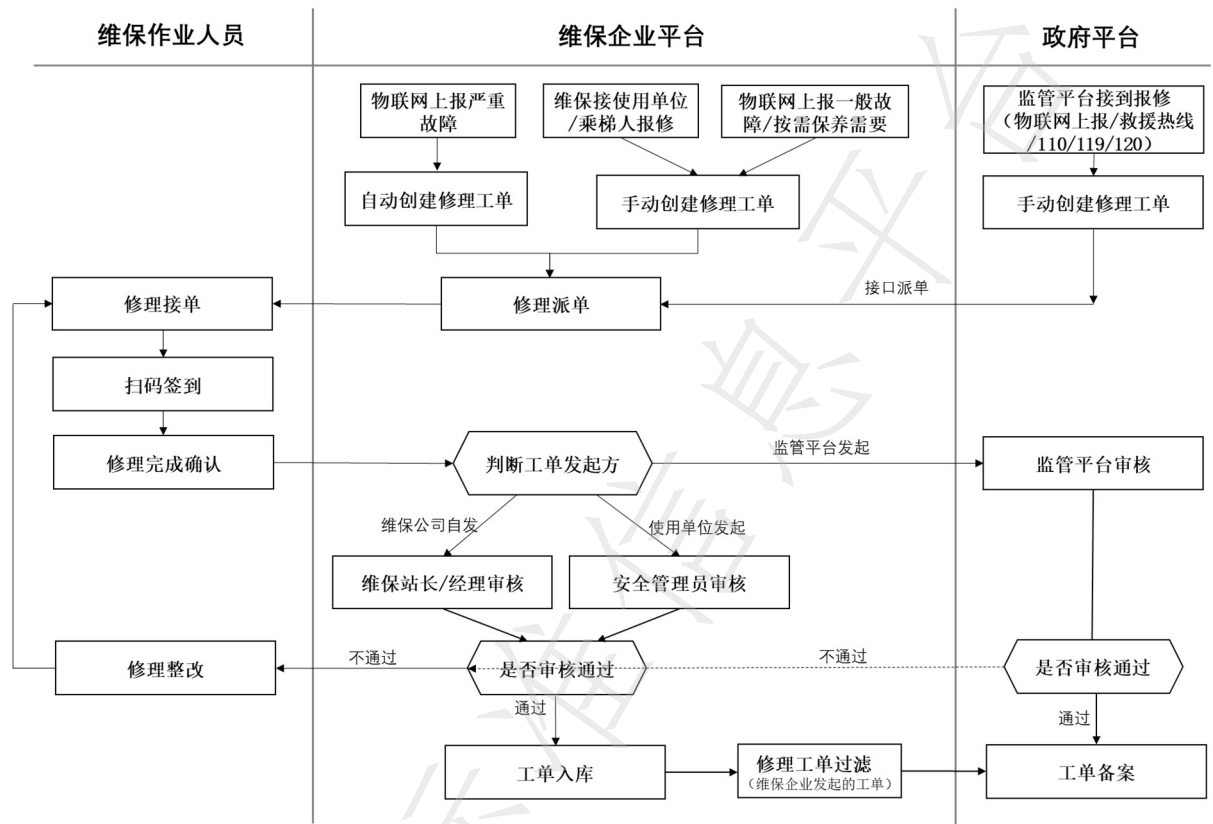 维保作业人员
维保企业平台
政府平台
物联网上报严重
故障
维保接使用单位
/乘梯人报修
物联网上报一般故
障/按需保养需要
监管平台接到报修
（物联网上报/救援热线
/110/119/120）
自动创建修理工单
手动创建修理工单
手动创建修理工单
修理接单
修理派单
接口派单
扫码签到
修理完成确认
判断工单发起方
监管平台发起
监管平台审核
维保公司自发
使用单位发起
维保站长/经理审核
安全管理员审核
修理整改
不通过
是否审核通过
不通过
是否审核通过
通过
通过
工单入库
修理工单过滤
（维保企业发起的工单）
工单备案
准信息平台